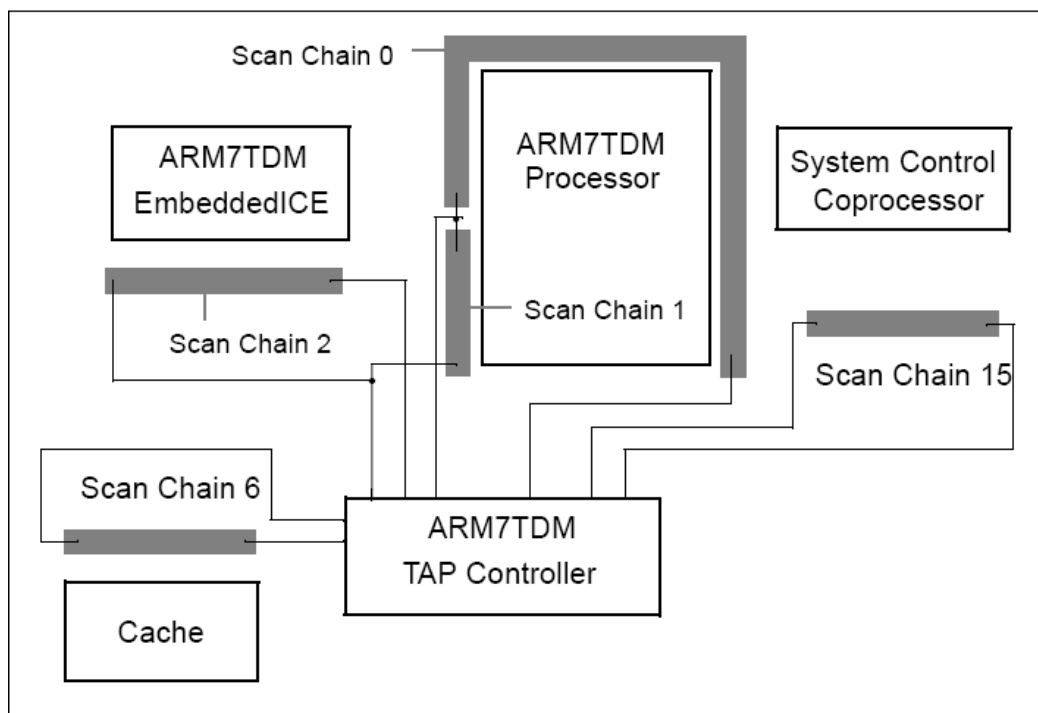 Scan Chain 0
ARM7TDM
EmbeddedICE
ARM7TDM
Processor
System Control
Coprocessor
Scan Chain 2
Scan Chain 1
Scan Chain 15
Scan Chain 6
ARM7TDM
TAP Controller
Cache